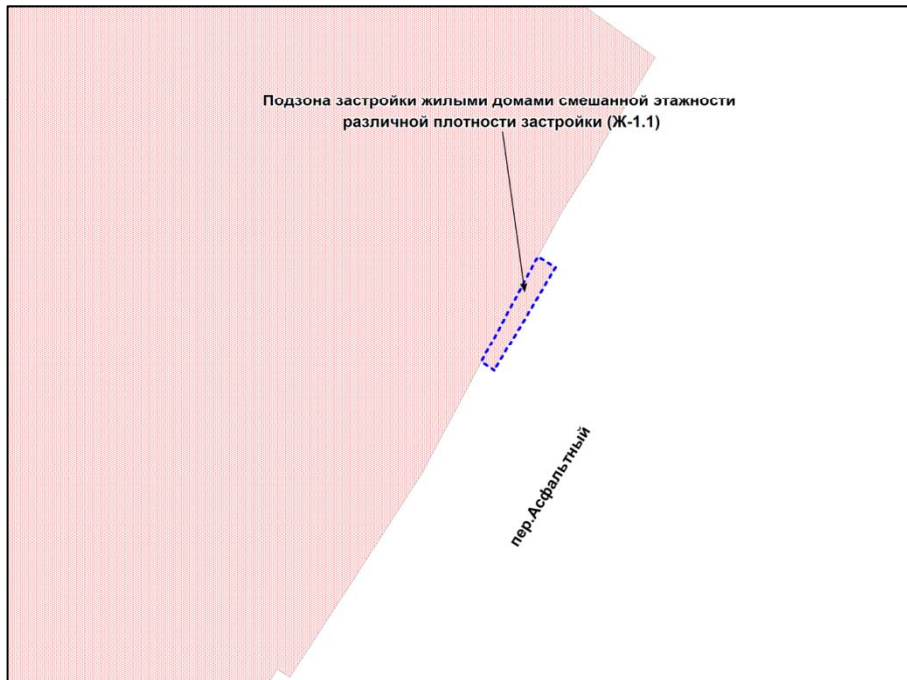 Подзона застройки жилыми домами смешанной этажности
различной плотности застройки (Ж-1.1)
пер.Асфальтный